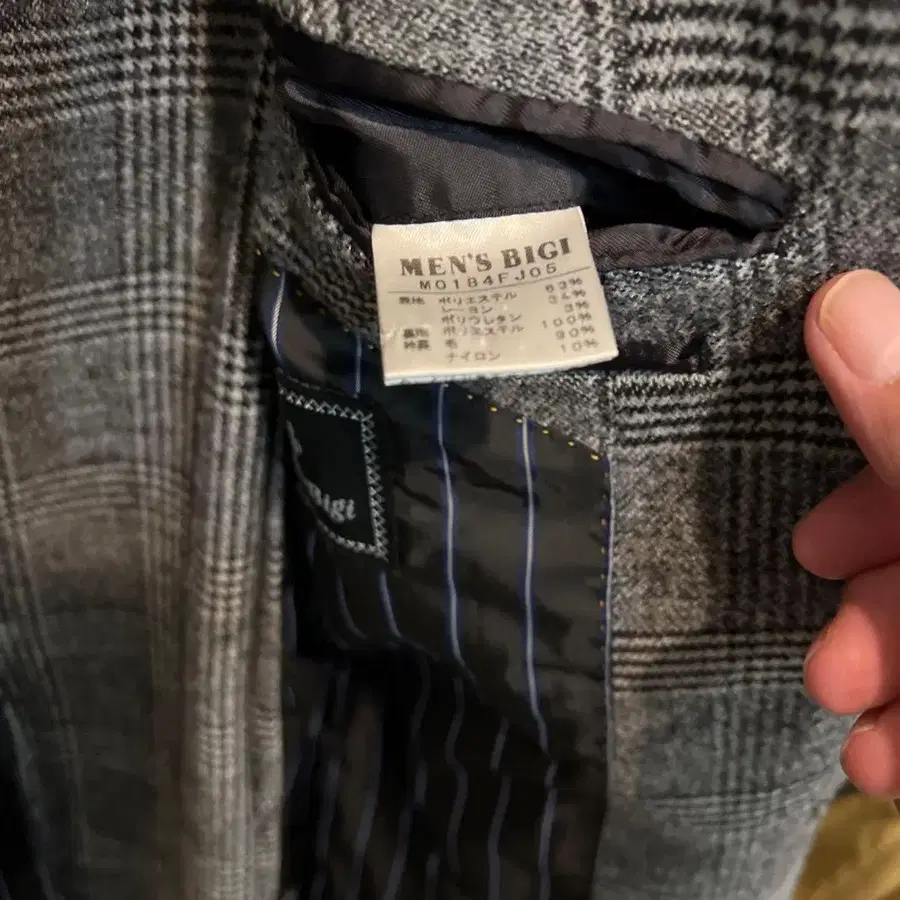 MEN'S BIGI
M0184FJ05
表地 ポリエステル 63%
レーヨン 34%
ポリウレタン 3%
裏地 ポリエステル 100%
衿裏 毛 90%
ナイロン 10%
Bigi